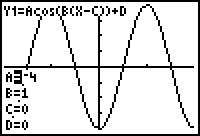 Y1=Acos(B(X-C))+D
A=-4
B=1
C=0
D=0